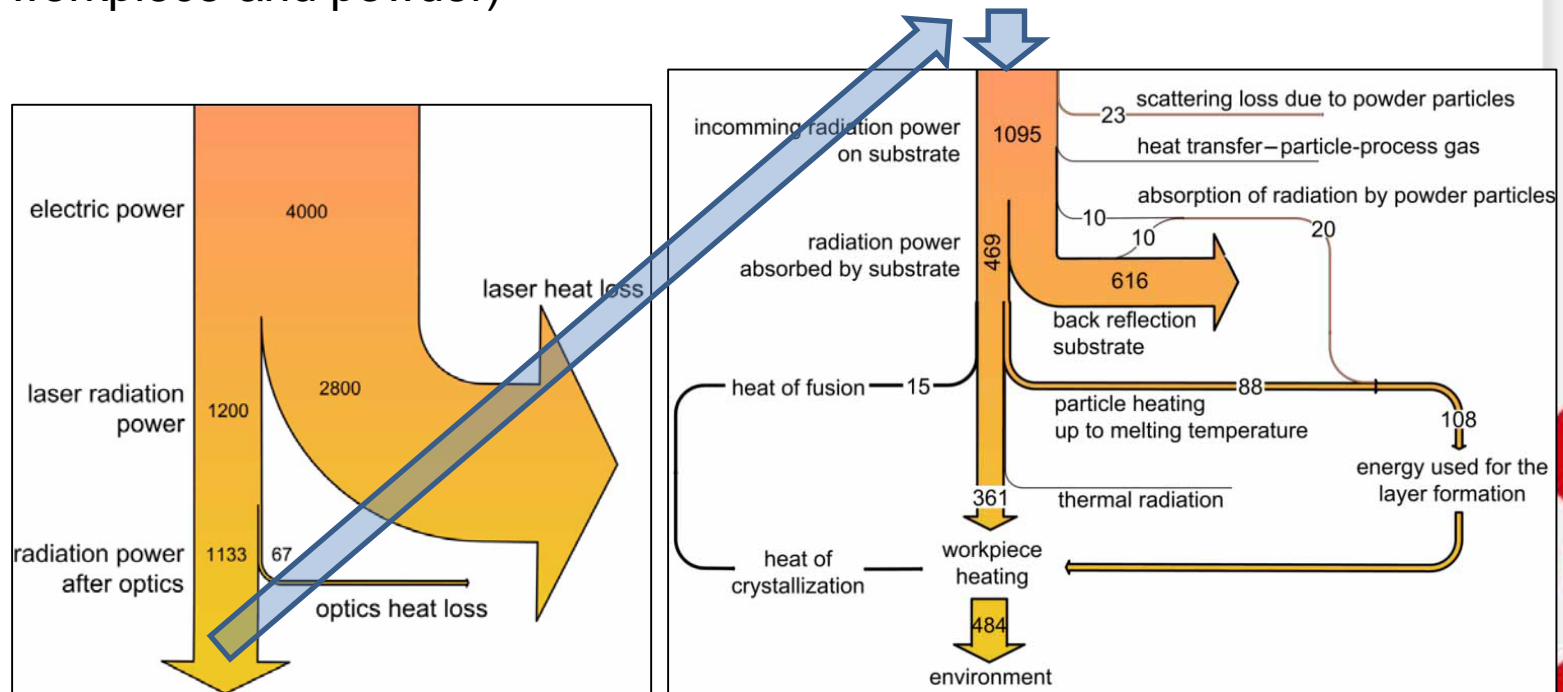 workpiece and powder)
electric power
4000
laser heat loss
laser radiation
power
1200
2800
radiation power
after optics
1133
67
optics heat loss
incomming radiation power
on substrate
1095
23
scattering loss due to powder particles
heat transfer–particle-process gas
absorption of radiation by powder particles
10
10
20
radiation power
absorbed by substrate
469
616
back reflection
substrate
heat of fusion
15
88
particle heating
up to melting temperature
108
energy used for the
layer formation
361
thermal radiation
workpiece
heating
heat of
crystallization
484
environment